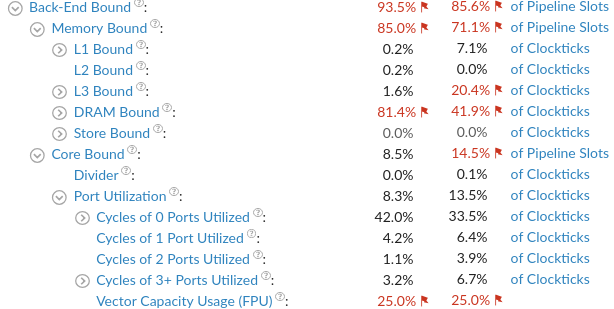 Back-End Bound ?: 93.5% 85.6% of Pipeline Slots
Memory Bound ?: 85.0% 71.1% of Pipeline Slots
L1 Bound ?: 0.2% 7.1% of Clockticks
L2 Bound ?: 0.2% 0.0% of Clockticks
L3 Bound ?: 1.6% 20.4% of Clockticks
DRAM Bound ?: 81.4% 41.9% of Clockticks
Store Bound ?: 0.0% 0.0% of Clockticks
Core Bound ?: 8.5% 14.5% of Pipeline Slots
Divider ?: 0.0% 0.1% of Clockticks
Port Utilization ?: 8.3% 13.5% of Clockticks
Cycles of 0 Ports Utilized ?: 42.0% 33.5% of Clockticks
Cycles of 1 Port Utilized ?: 4.2% 6.4% of Clockticks
Cycles of 2 Ports Utilized ?: 1.1% 3.9% of Clockticks
Cycles of 3+ Ports Utilized ?: 3.2% 6.7% of Clockticks
Vector Capacity Usage (FPU) ?: 25.0% 25.0%